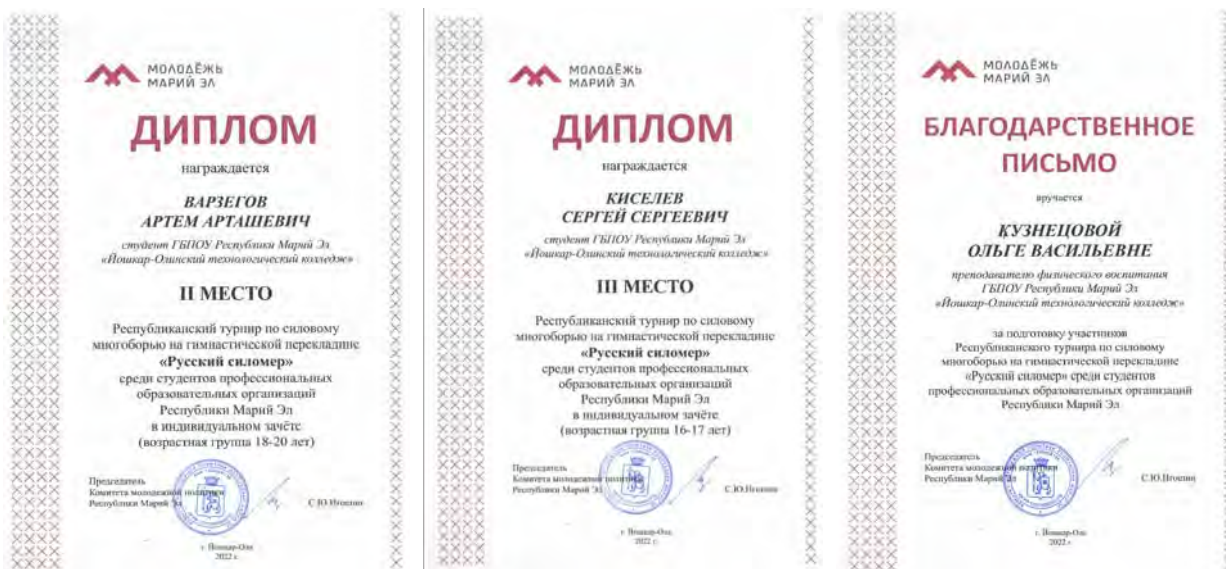 МОЛОДЁЖЬ
МАРИЙ ЭЛ
ДИПЛОМ
награждается
ВАРЗЕГОВ
АРТЕМ АРТАШЕВИЧ
студент ГБПОУ Республики Марий Эл
«Йошкар-Олинский технологический колледж»
II МЕСТО
Республиканский турнир по силовому
многоборью на гимнастической перекладине
«Русский силомер»
среди студентов профессиональных
образовательных организаций
Республики Марий Эл
в индивидуальном зачёте
(возрастная группа 18-20 лет)
Председатель
Комитета молодежной политики
Республики Марий Эл
г. Йошкар-Ола
2022 г.
МОЛОДЁЖЬ
МАРИЙ ЭЛ
ДИПЛОМ
награждается
КИСЕЛЕВ
СЕРГЕЙ СЕРГЕЕВИЧ
студент ГБПОУ Республики Марий Эл
«Йошкар-Олинский технологический колледж»
III МЕСТО
Республиканский турнир по силовому
многоборью на гимнастической перекладине
«Русский силомер»
среди студентов профессиональных
образовательных организаций
Республики Марий Эл
в индивидуальном зачёте
(возрастная группа 16-17 лет)
Председатель
Комитета молодежной политики
Республики Марий Эл
г. Йошкар-Ола
2022 г.
МОЛОДЁЖЬ
МАРИЙ ЭЛ
БЛАГОДАРСТВЕННОЕ
ПИСЬМО
вручается
КУЗНЕЦОВОЙ
ОЛЬГЕ ВАСИЛЬЕВНЕ
преподавателю физического воспитания
ГБПОУ Республики Марий Эл
«Йошкар-Олинский технологический колледж»
за подготовку участников
Республиканского турнира по силовому
многоборью на гимнастической перекладине
«Русский силомер» среди студентов
профессиональных образовательных организаций
Республики Марий Эл
Председатель
Комитета молодежной политики
Республики Марий Эл
г. Йошкар-Ола
2022 г.